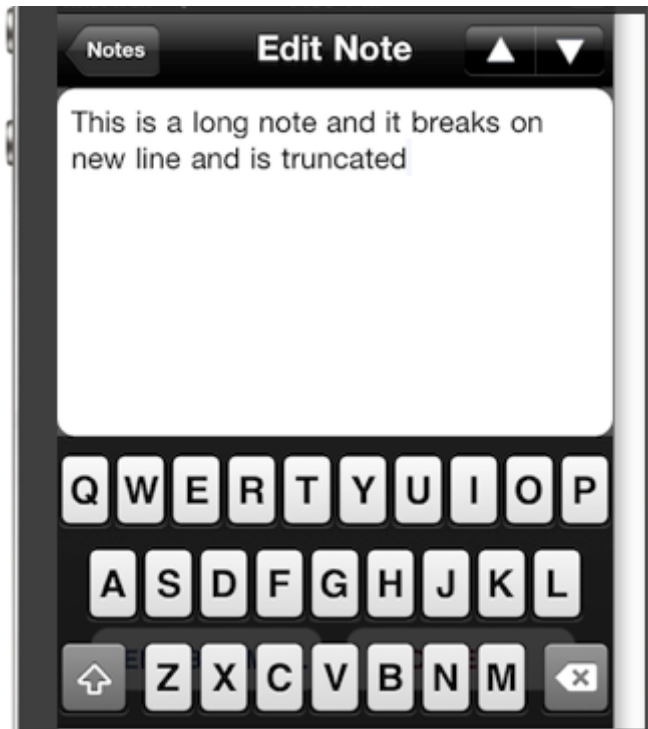 Notes
Edit Note
This is a long note and it breaks on
new line and is truncated
Q W E R T Y U I O P
A S D F G H J K L
Z X C V B N M